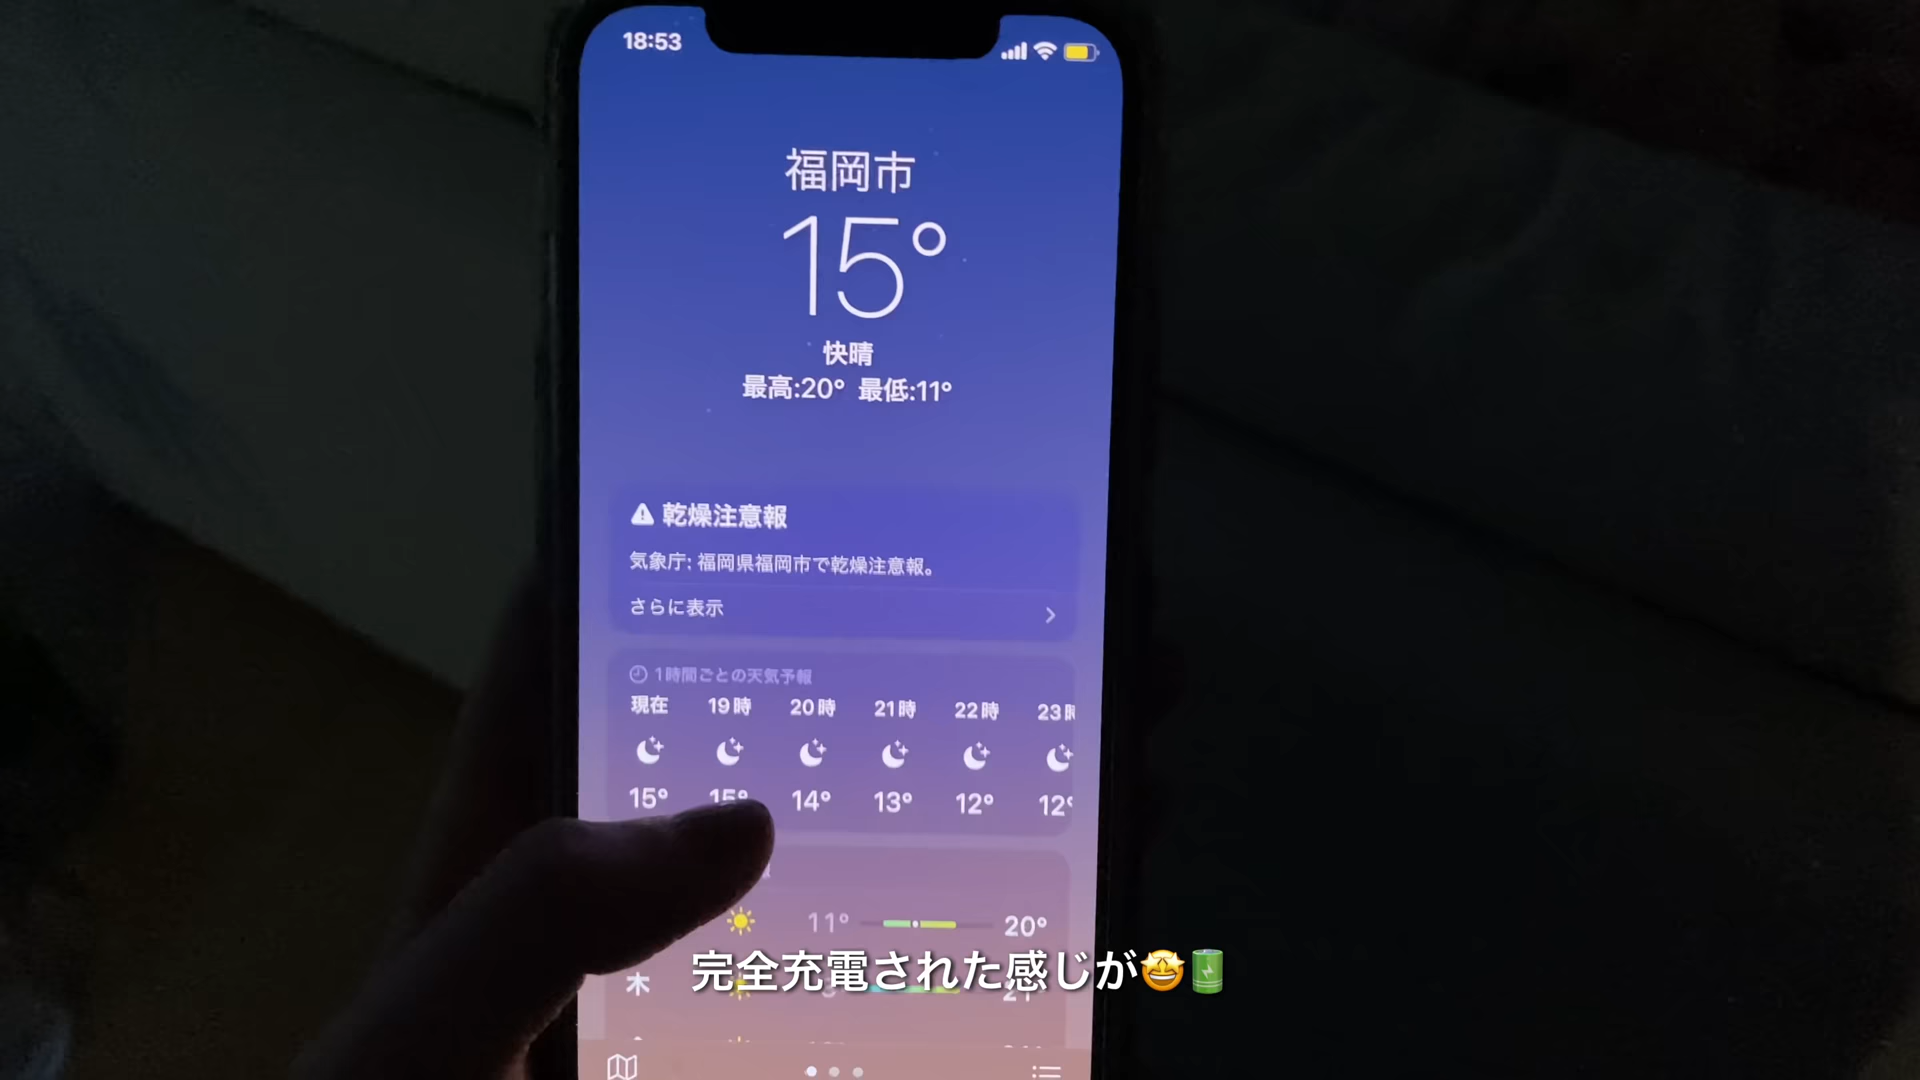 18:53
福岡市
15°
快晴
最高:20° 最低:11°
乾燥注意報
気象庁: 福岡県福岡市で乾燥注意報。
さらに表示
1時間ごとの天気予報
現在 19時 20時 21時 22時 23時
15° 15° 14° 13° 12° 12°
11° 20°
木
完全充電された感じが🤩🔋